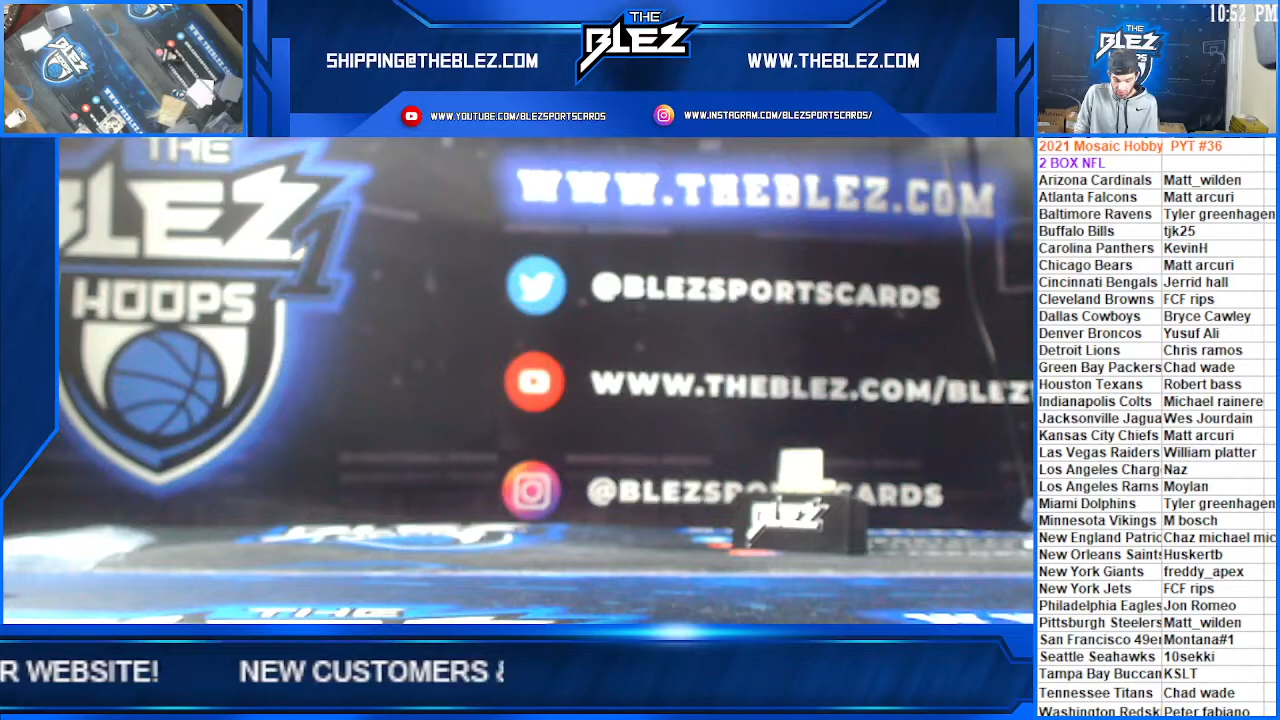 THE
BLEZ
SHIPPING@THEBLEZ.COM
WWW.THEBLEZ.COM
WWW.YOUTUBE.COM/BLEZSPORTSCARDS
WWW.INSTAGRAM.COM/BLEZSPORTSCARDS/
10:52 PM
THE
BLEZ
HOOPS
WWW.THEBLEZ.COM
THE
BLEZ
1
HOOPS
WWW.THEBLEZ.COM
@BLEZSPORTSCARDS
WWW.THEBLEZ.COM/BLEZ
@BLEZSPORTSCARDS
BLEZ
THE
2021 Mosaic Hobby PYT #36
2 BOX NFL
Arizona Cardinals Matt_wilden
Atlanta Falcons Matt arcuri
Baltimore Ravens Tyler greenhagen
Buffalo Bills tjk25
Carolina Panthers KevinH
Chicago Bears Matt arcuri
Cincinnati Bengals Jerrid hall
Cleveland Browns FCF rips
Dallas Cowboys Bryce Cawley
Denver Broncos Yusuf Ali
Detroit Lions Chris ramos
Green Bay Packers Chad wade
Houston Texans Robert bass
Indianapolis Colts Michael rainere
Jacksonville Jagua Wes Jourdain
Kansas City Chiefs Matt arcuri
Las Vegas Raiders William platter
Los Angeles Charg Naz
Los Angeles Rams Moylan
Miami Dolphins Tyler greenhagen
Minnesota Vikings M bosch
New England Patric Chaz michael mic
New Orleans Saints Huskertb
New York Giants freddy_apex
New York Jets FCF rips
Philadelphia Eagles Jon Romeo
Pittsburgh Steelers Matt_wilden
San Francisco 49er Montana#1
Seattle Seahawks 10sekki
Tampa Bay Buccan KSLT
Tennessee Titans Chad wade
Washington Redsk Peter fabiano
R WEBSITE! NEW CUSTOMERS &